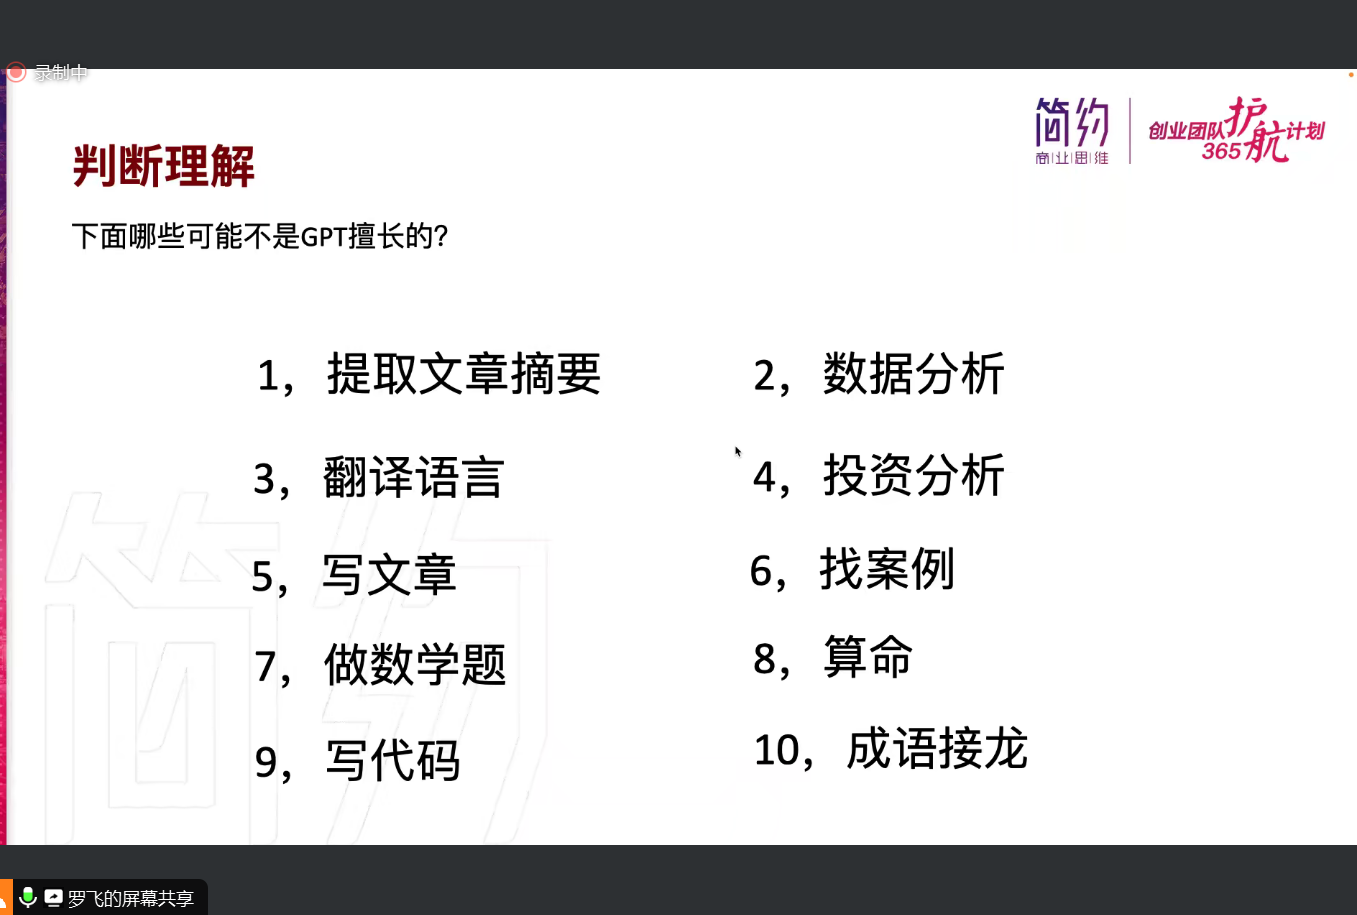 录制中
简约
商业思维
创业团队护航计划
365
判断理解
下面哪些可能不是GPT擅长的?
1，提取文章摘要
2，数据分析
3，翻译语言
4，投资分析
5，写文章
6，找案例
7，做数学题
8，算命
9，写代码
10，成语接龙
简约
罗飞的屏幕共享